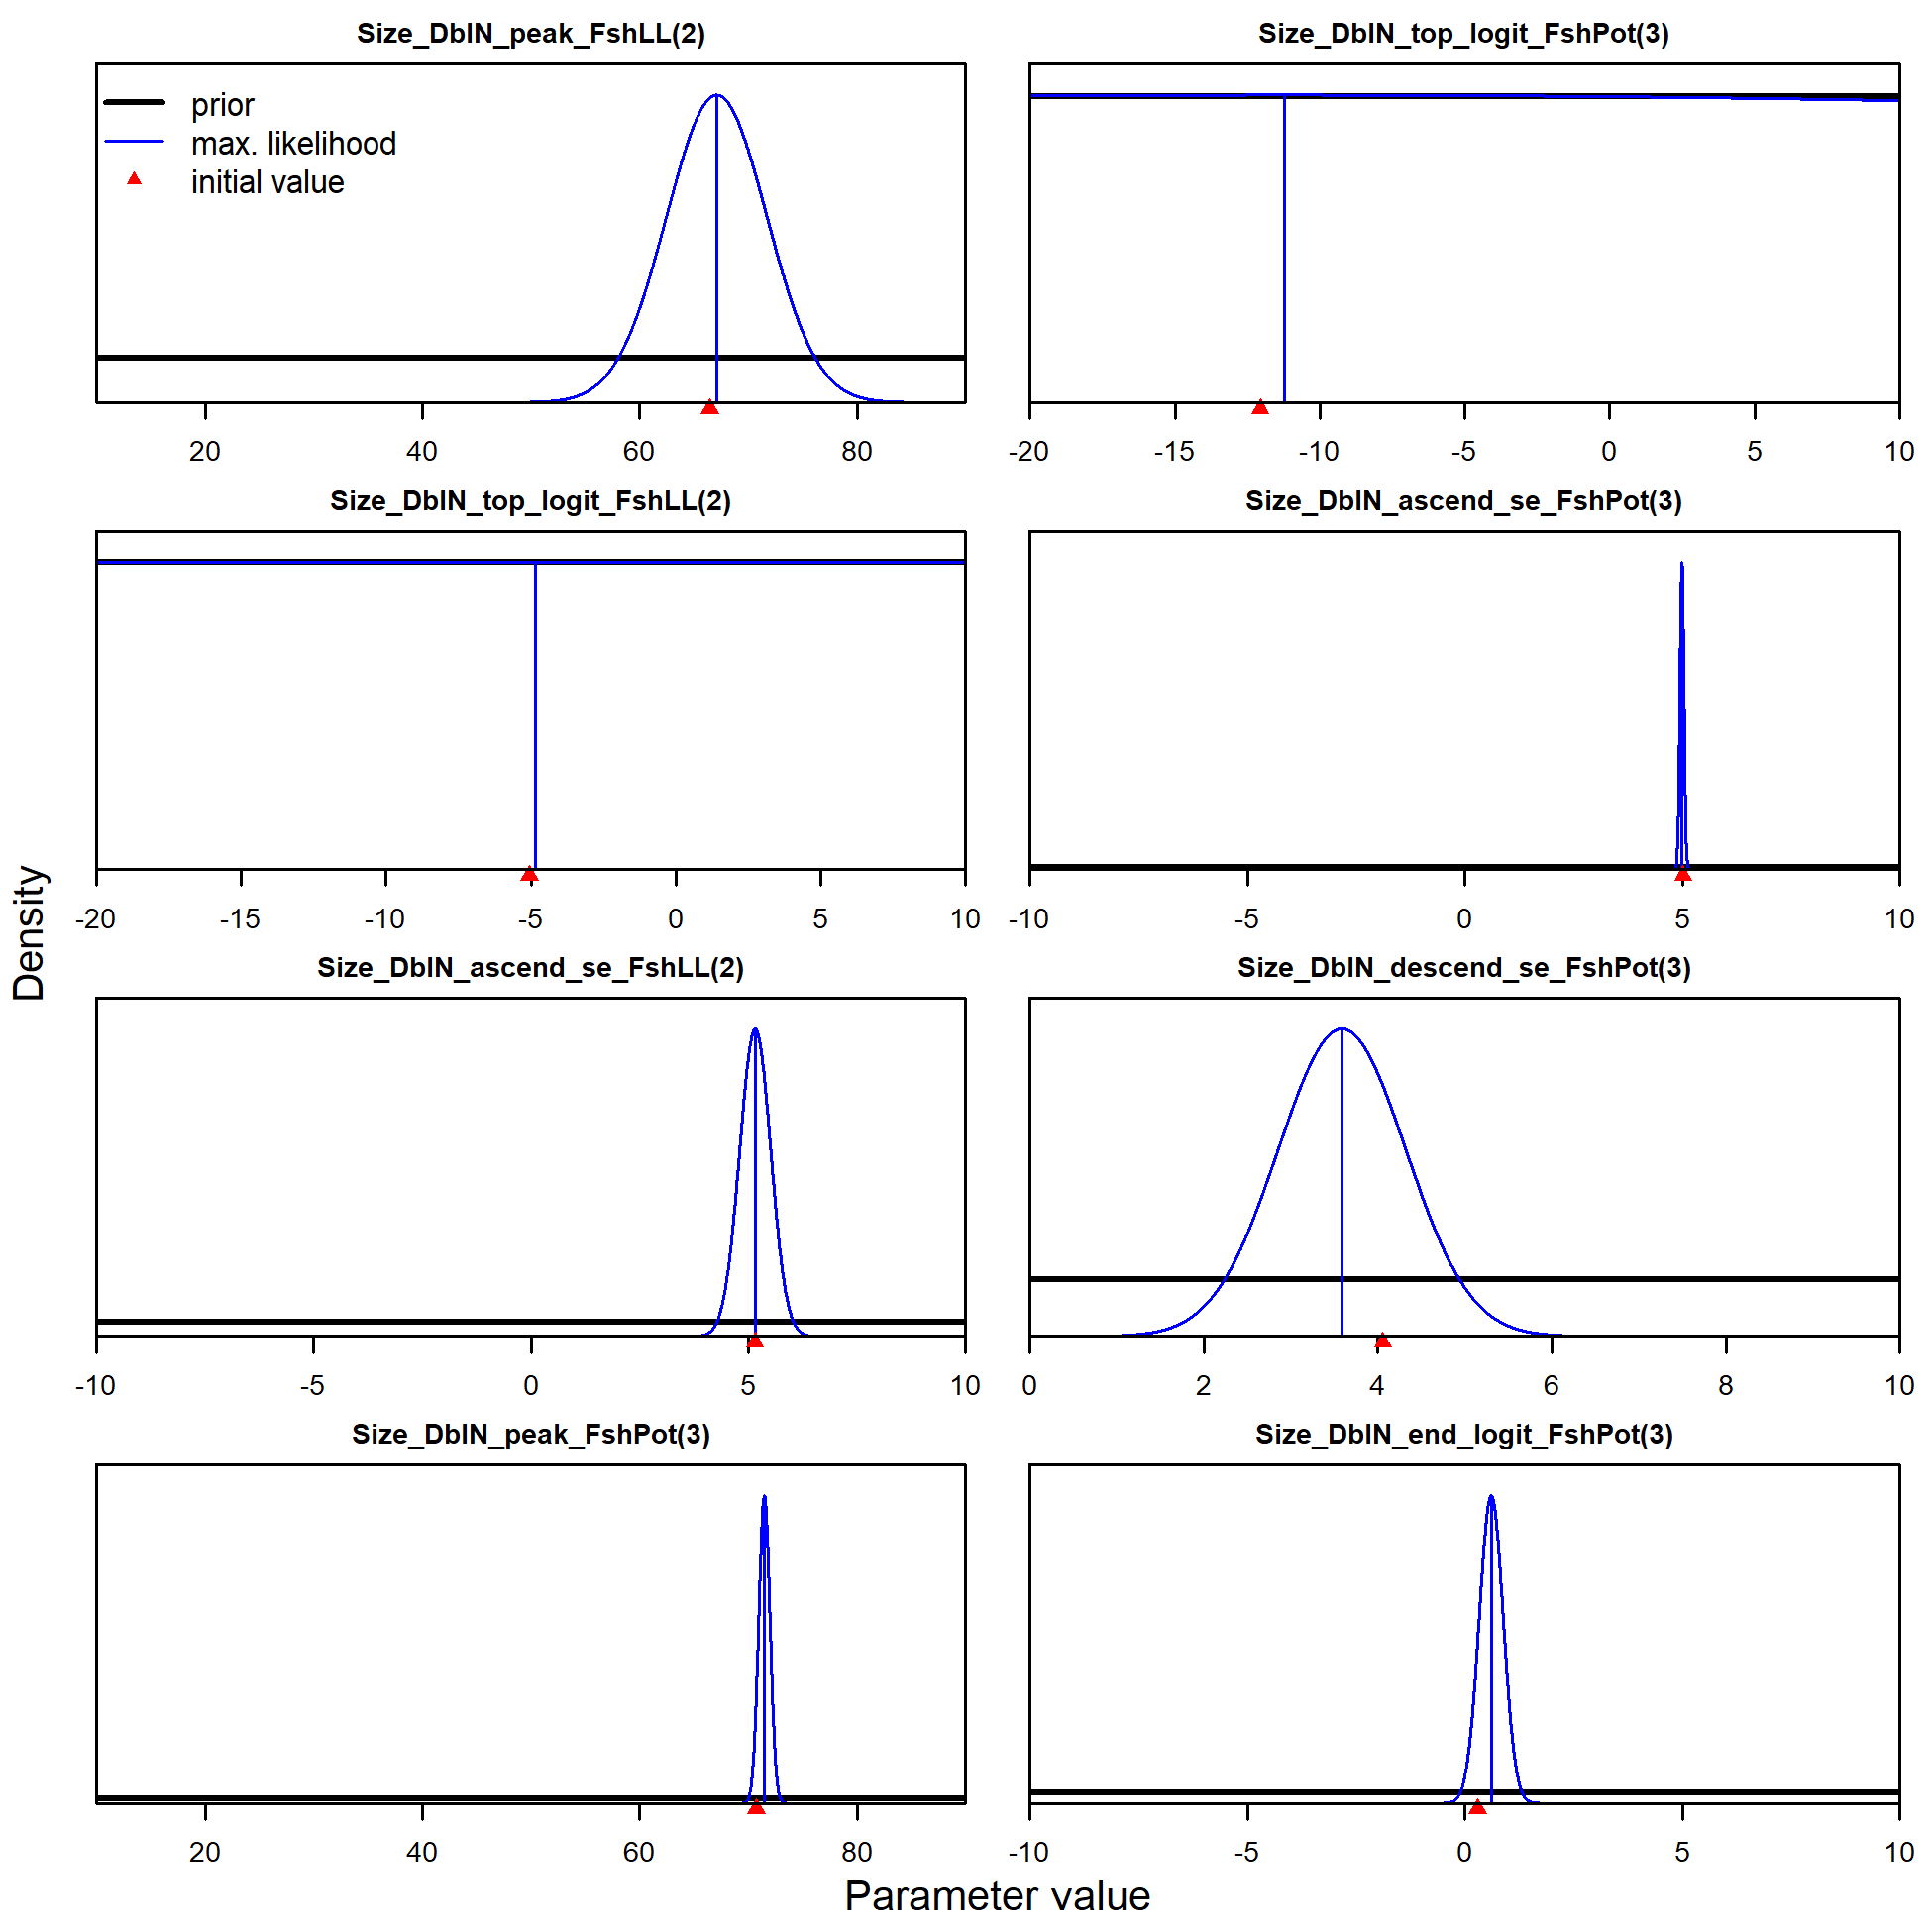 Size_DblN_peak_FshLL(2)
prior
max. likelihood
initial value
20 40 60 80
Size_DblN_top_logit_FshPot(3)
-20 -15 -10 -5 0 5 10
Size_DblN_top_logit_FshLL(2)
-20 -15 -10 -5 0 5 10
Size_DblN_ascend_se_FshPot(3)
-10 -5 0 5 10
Size_DblN_ascend_se_FshLL(2)
-10 -5 0 5 10
Size_DblN_descend_se_FshPot(3)
0 2 4 6 8 10
Size_DblN_peak_FshPot(3)
20 40 60 80
Size_DblN_end_logit_FshPot(3)
-10 -5 0 5 10
Density
Parameter value